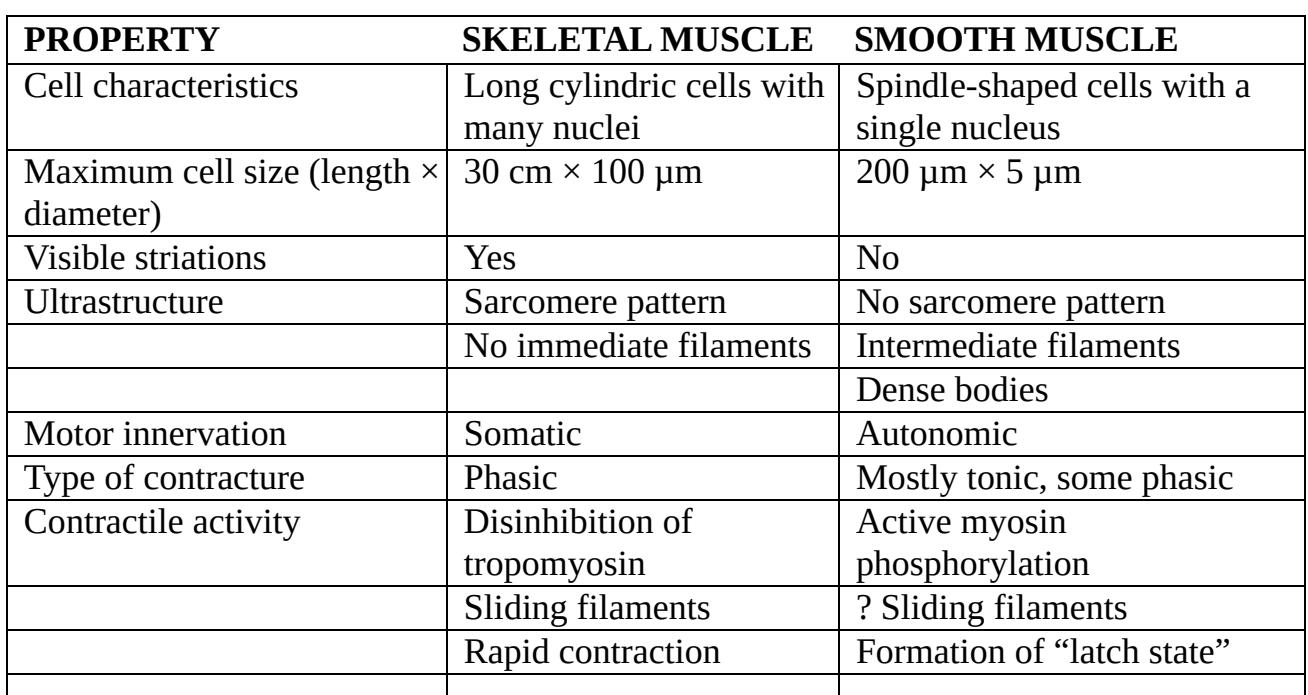 PROPERTY SKELETAL MUSCLE SMOOTH MUSCLE
Cell characteristics Long cylindric cells with Spindle-shaped cells with a
many nuclei single nucleus
Maximum cell size (length × 30 cm × 100 µm 200 µm × 5 µm
diameter)
Visible striations Yes No
Ultrastructure Sarcomere pattern No sarcomere pattern
No immediate filaments Intermediate filaments
Dense bodies
Motor innervation Somatic Autonomic
Type of contracture Phasic Mostly tonic, some phasic
Contractile activity Disinhibition of Active myosin
tropomyosin phosphorylation
Sliding filaments ? Sliding filaments
Rapid contraction Formation of “latch state”